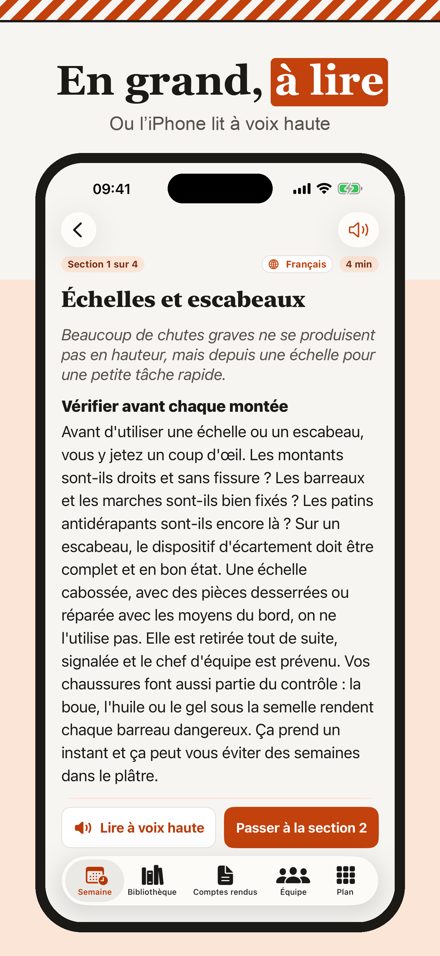 En grand, à lire
Ou l’iPhone lit à voix haute
09:41
Section 1 sur 4
Français
4 min
Échelles et escabeaux
Beaucoup de chutes graves ne se produisent
pas en hauteur, mais depuis une échelle pour
une petite tâche rapide.
Vérifier avant chaque montée
Avant d'utiliser une échelle ou un escabeau,
vous y jetez un coup d'œil. Les montants
sont-ils droits et sans fissure ? Les barreaux
et les marches sont-ils bien fixés ? Les patins
antidérapants sont-ils encore là ? Sur un
escabeau, le dispositif d'écartement doit être
complet et en bon état. Une échelle
cabossée, avec des pièces desserrées ou
réparée avec les moyens du bord, on ne
l'utilise pas. Elle est retirée tout de suite,
signalée et le chef d'équipe est prévenu. Vos
chaussures font aussi partie du contrôle : la
boue, l'huile ou le gel sous la semelle rendent
chaque barreau dangereux. Ça prend un
instant et ça peut vous éviter des semaines
dans le plâtre.
Lire à voix haute
Passer à la section 2
Semaine
Bibliothèque
Comptes rendus
Équipe
Plan